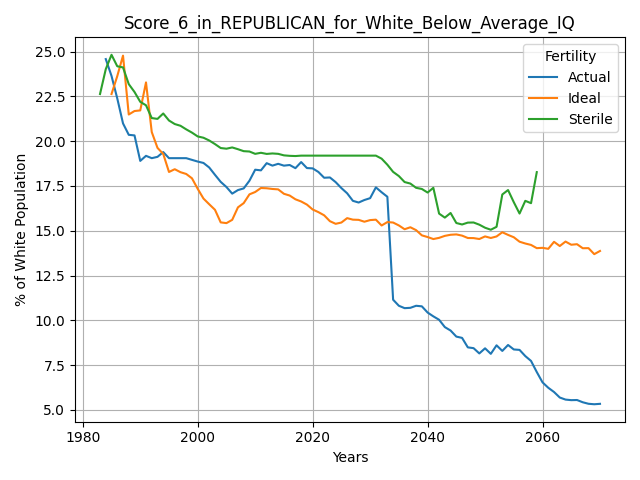 Score_6_in_REPUBLICAN_for_White_Below_Average_IQ
Fertility
Actual
Ideal
Sterile
% of White Population
25.0
22.5
20.0
17.5
15.0
12.5
10.0
7.5
5.0
1980 2000 2020 2040 2060
Years